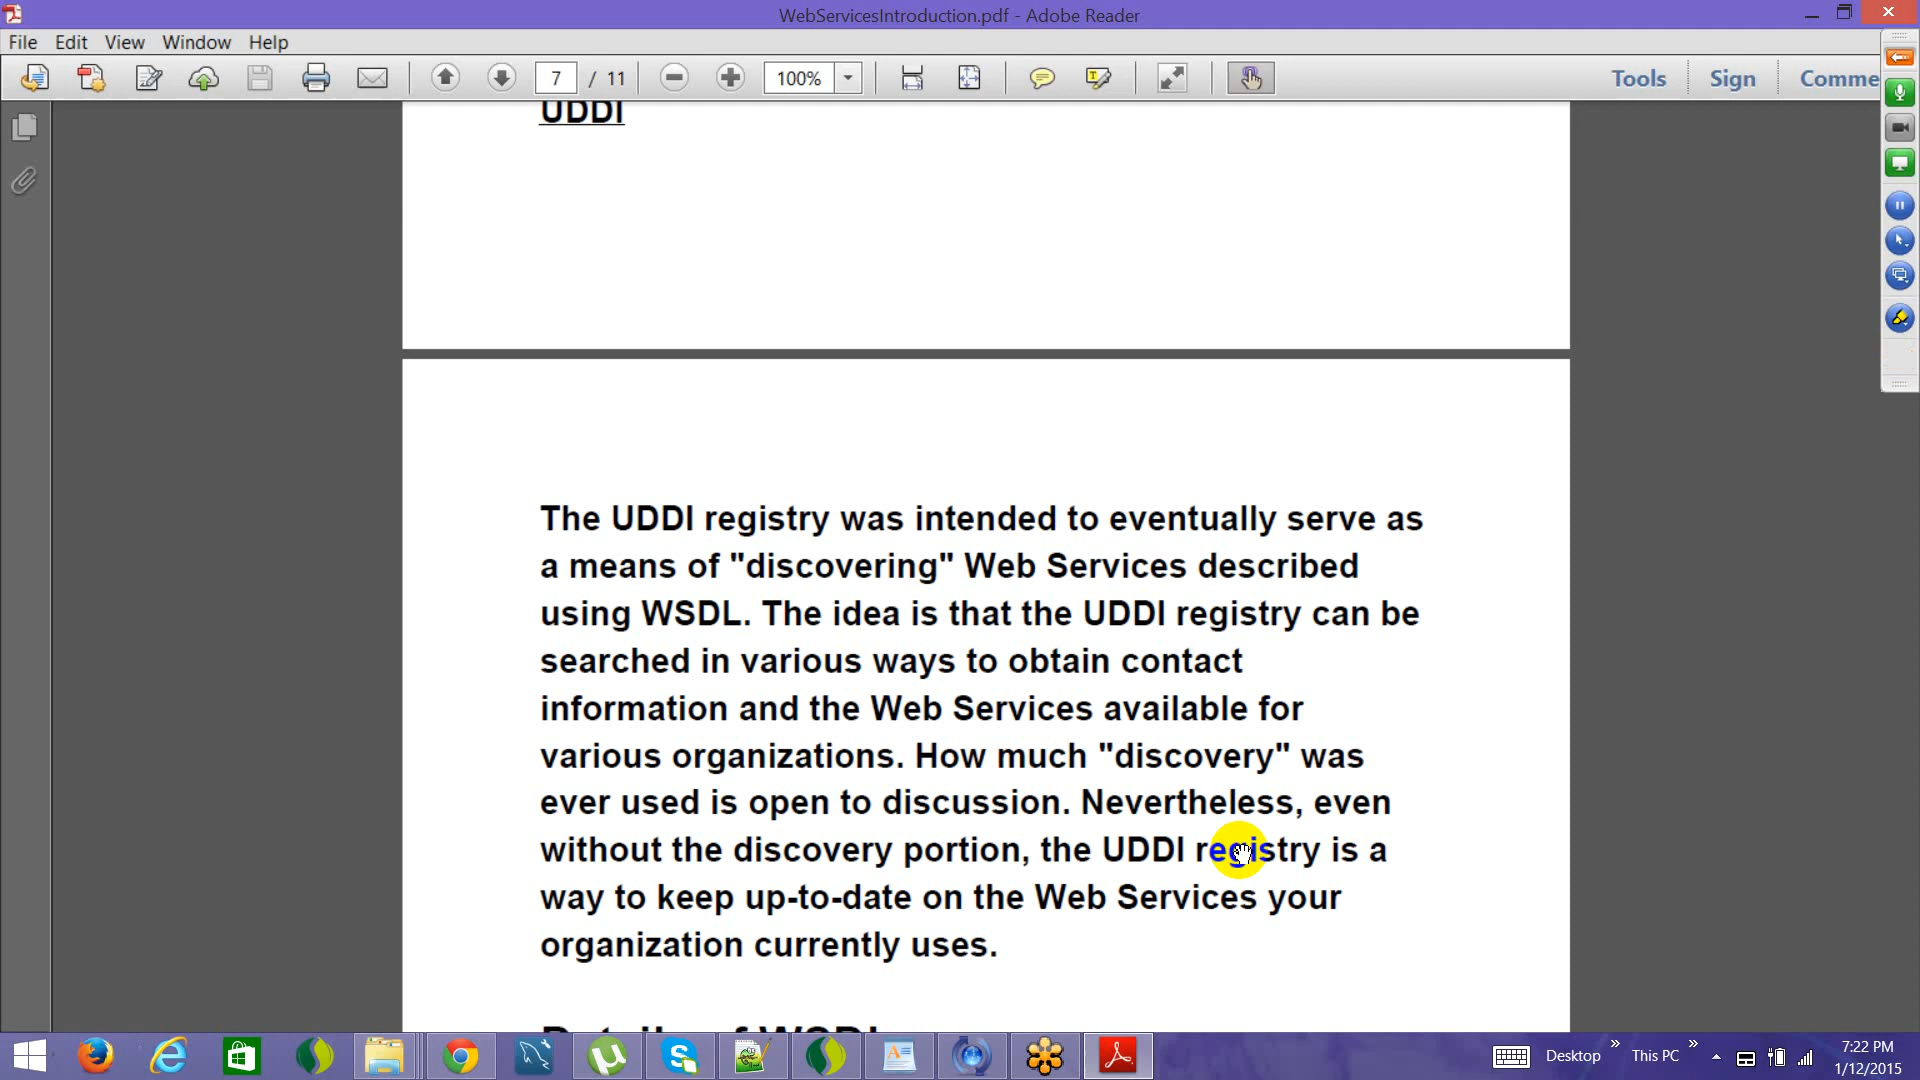 WebServicesIntroduction.pdf - Adobe Reader
File Edit View Window Help
7 / 11 100% Tools Sign Comme
UDDI
The UDDI registry was intended to eventually serve as
a means of "discovering" Web Services described
using WSDL. The idea is that the UDDI registry can be
searched in various ways to obtain contact
information and the Web Services available for
various organizations. How much "discovery" was
ever used is open to discussion. Nevertheless, even
without the discovery portion, the UDDI registry is a
way to keep up-to-date on the Web Services your
organization currently uses.
Details of WSDL
Desktop » This PC » 7:22 PM
1/12/2015